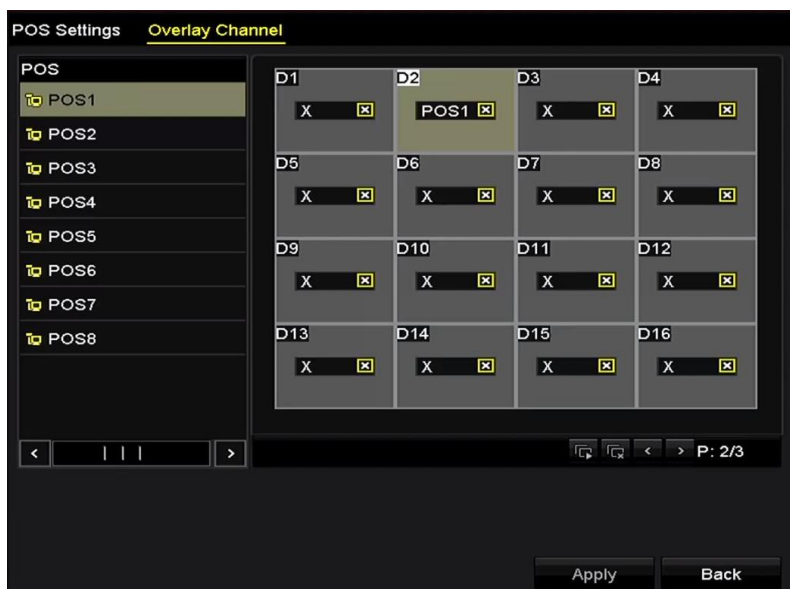 POS Settings Overlay Channel
POS
POS1
POS2
POS3
POS4
POS5
POS6
POS7
POS8
D1 D2 D3 D4
X POS1 X X
D5 D6 D7 D8
X X X X
D9 D10 D11 D12
X X X X
D13 D14 D15 D16
X X X X
P: 2/3
Apply Back